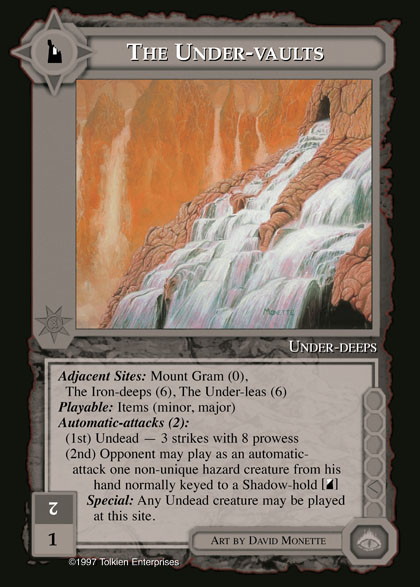 THE UNDER-VAULTS
MONETTE
UNDER-DEEPS
Adjacent Sites: Mount Gram (0),
The Iron-deeps (6), The Under-leas (6)
Playable: Items (minor, major)
Automatic-attacks (2):
(1st) Undead — 3 strikes with 8 prowess
(2nd) Opponent may play as an automatic-
attack one non-unique hazard creature from his
hand normally keyed to a Shadow-hold [ ]
Special: Any Undead creature may be played
at this site.
2
1
ART BY DAVID MONETTE
©1997 Tolkien Enterprises